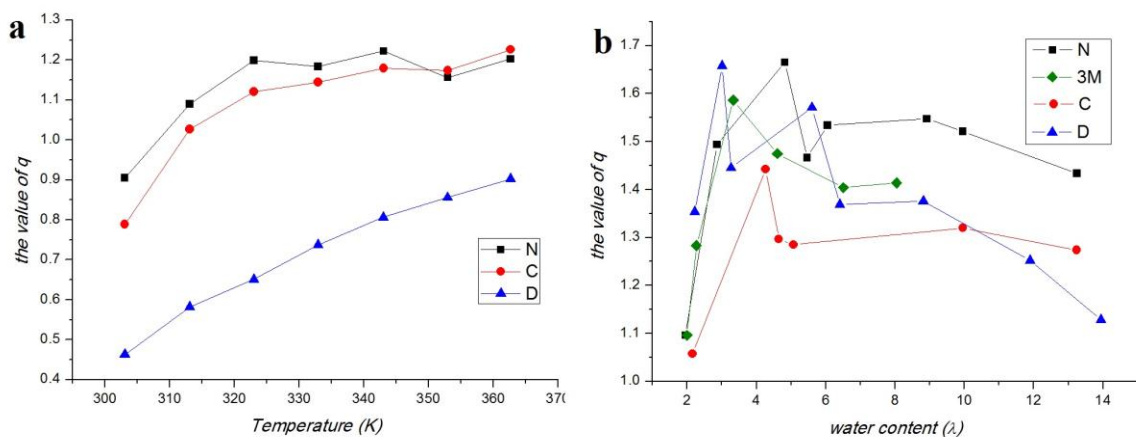 a
1.3
1.2
1.1
1.0
0.9
0.8
0.7
0.6
0.5
0.4
the value of q
300 310 320 330 340 350 360
Temperature (K)
N
C
D
b
1.7
1.6
1.5
1.4
1.3
1.2
1.1
1.0
the value of q
2 4 6 8 10 12 14
water content (λ)
N
3M
C
D